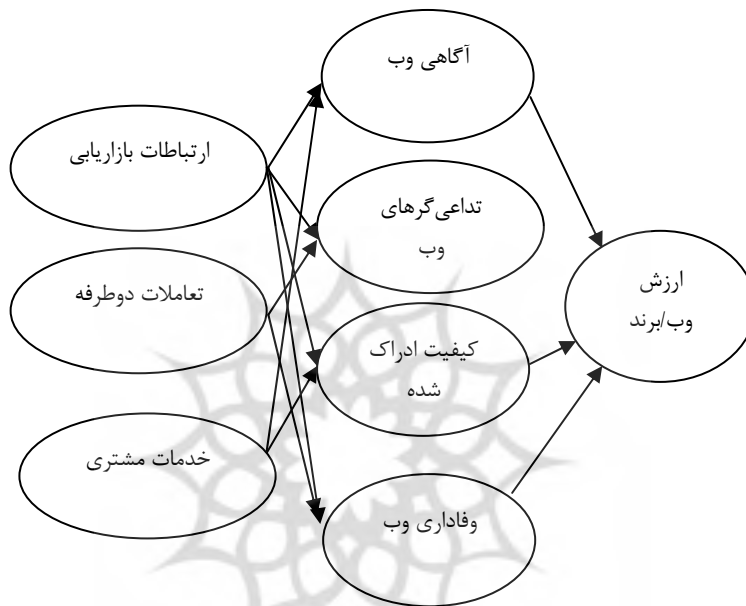 آگاهی وب
ارتباطات بازاریابی
تداعی‌گرهای
وب
تعاملات دوطرفه
ارزش
وب/برند
کیفیت ادراک
شده
خدمات مشتری
وفاداری وب